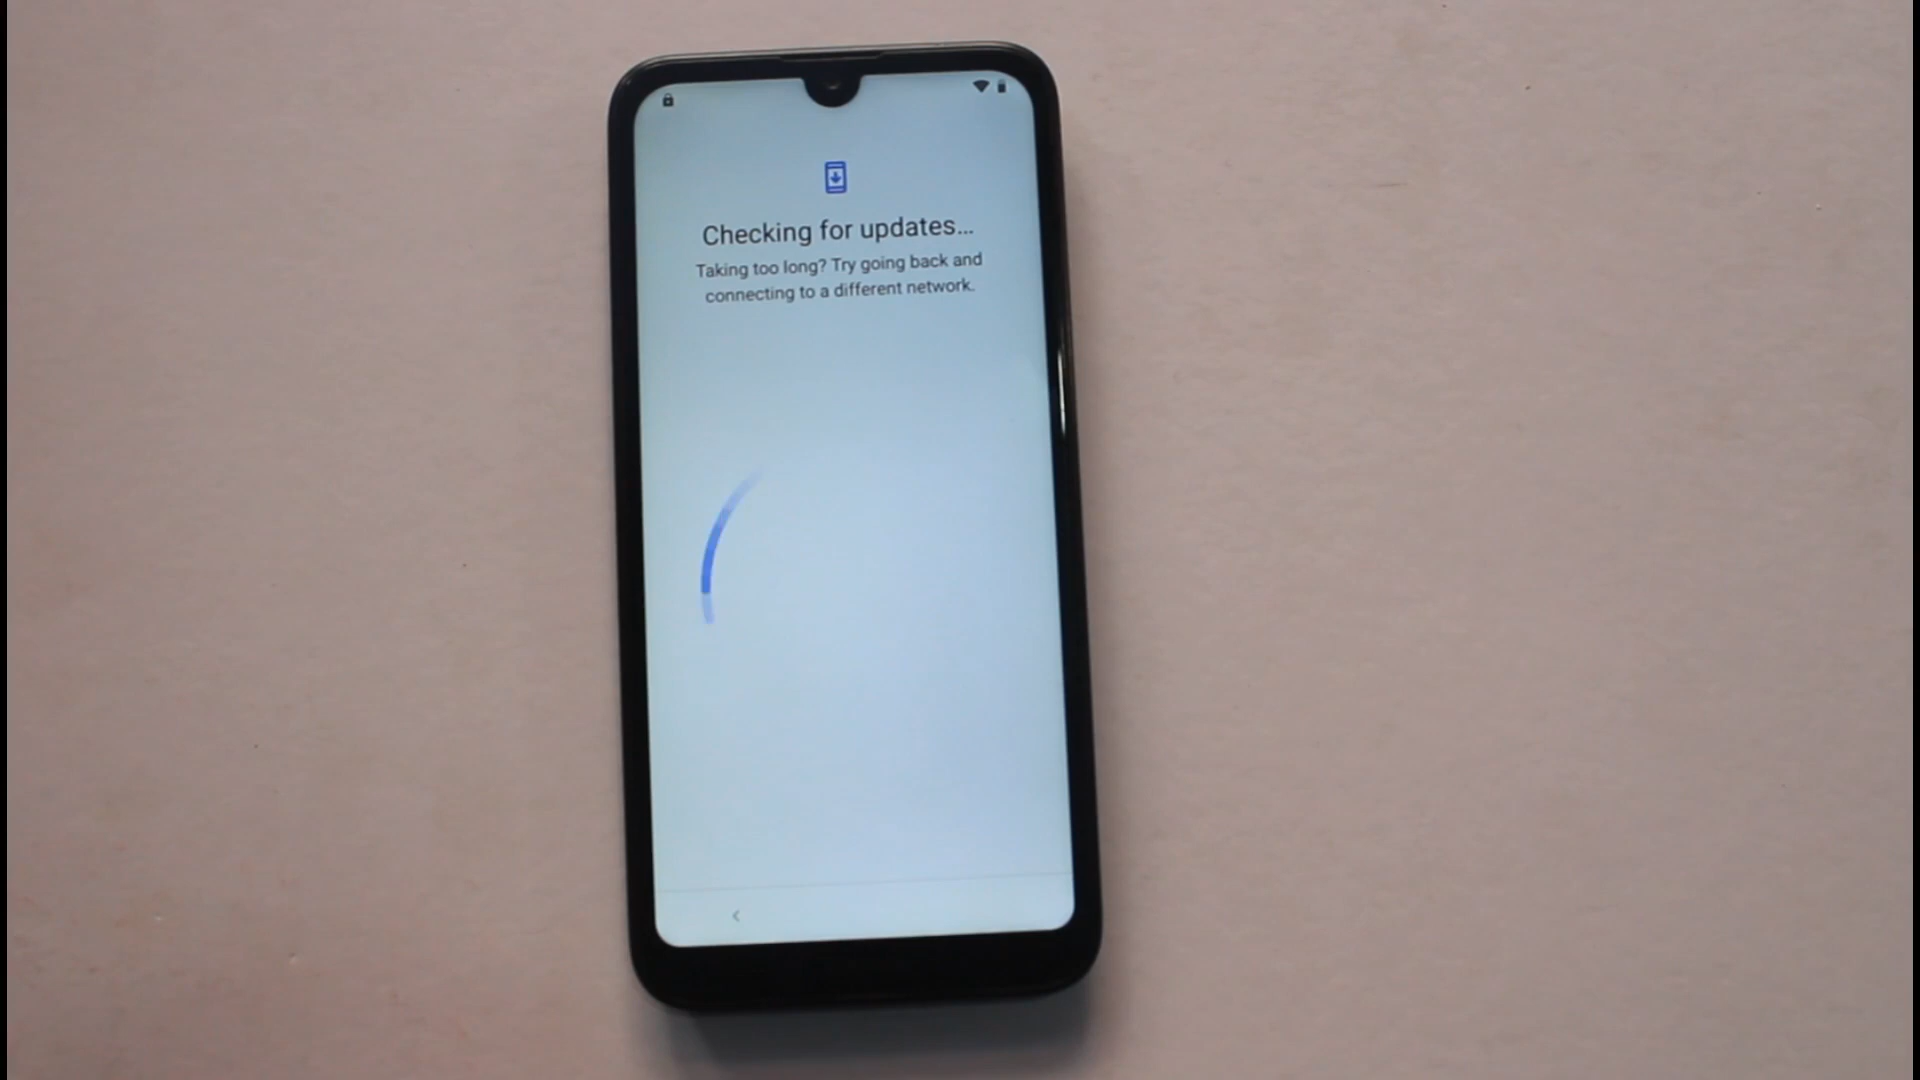 Checking for updates...
Taking too long? Try going back and
connecting to a different network.